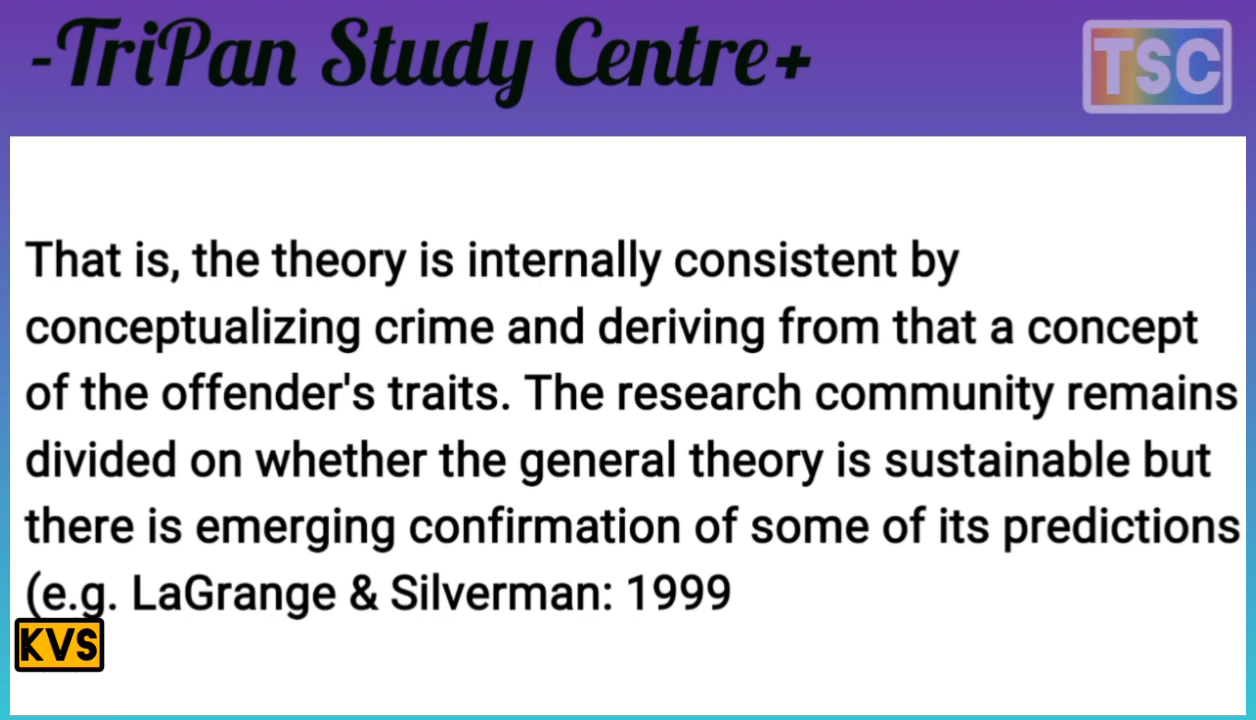 -TriPan Study Centre+
TSC
That is, the theory is internally consistent by
conceptualizing crime and deriving from that a concept
of the offender's traits. The research community remains
divided on whether the general theory is sustainable but
there is emerging confirmation of some of its predictions
(e.g. LaGrange & Silverman: 1999
KVS